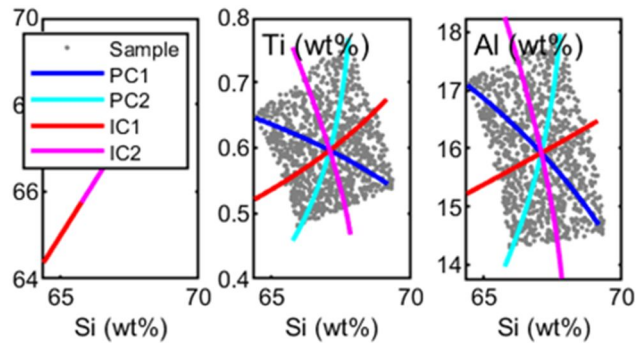 70
6
66
64
65
70
Si (wt%)
Sample
PC1
PC2
IC1
IC2
0.8
0.7
0.6
0.5
0.4
Ti (wt%)
65
70
Si (wt%)
18
17
16
15
14
Al (wt%)
65
70
Si (wt%)